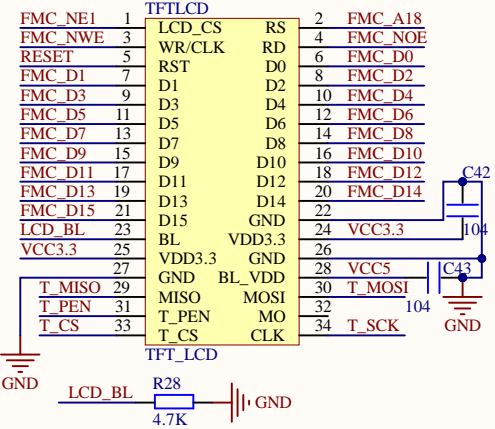 TFTLCD
FMC_NE1 1 LCD_CS RS 2 FMC_A18
FMC_NWE 3 WR/CLK RD 4 FMC_NOE
RESET 5 RST D0 6 FMC_D0
FMC_D1 7 D1 D2 8 FMC_D2
FMC_D3 9 D3 D4 10 FMC_D4
FMC_D5 11 D5 D6 12 FMC_D6
FMC_D7 13 D7 D8 14 FMC_D8
FMC_D9 15 D9 D10 16 FMC_D10
FMC_D11 17 D11 D12 18 FMC_D12 C42
FMC_D13 19 D13 D14 20 FMC_D14
FMC_D15 21 D15 GND 22
LCD_BL 23 BL VDD3.3 24 VCC3.3 104
VCC3.3 25 VDD3.3 GND 26
27 GND BL_VDD 28 VCC5 C43
T_MISO 29 MISO MOSI 30 T_MOSI
T_PEN 31 T_PEN MO 32 104
T_CS 33 T_CS CLK 34 T_SCK GND
TFT_LCD
GND
LCD_BL R28 GND
4.7K